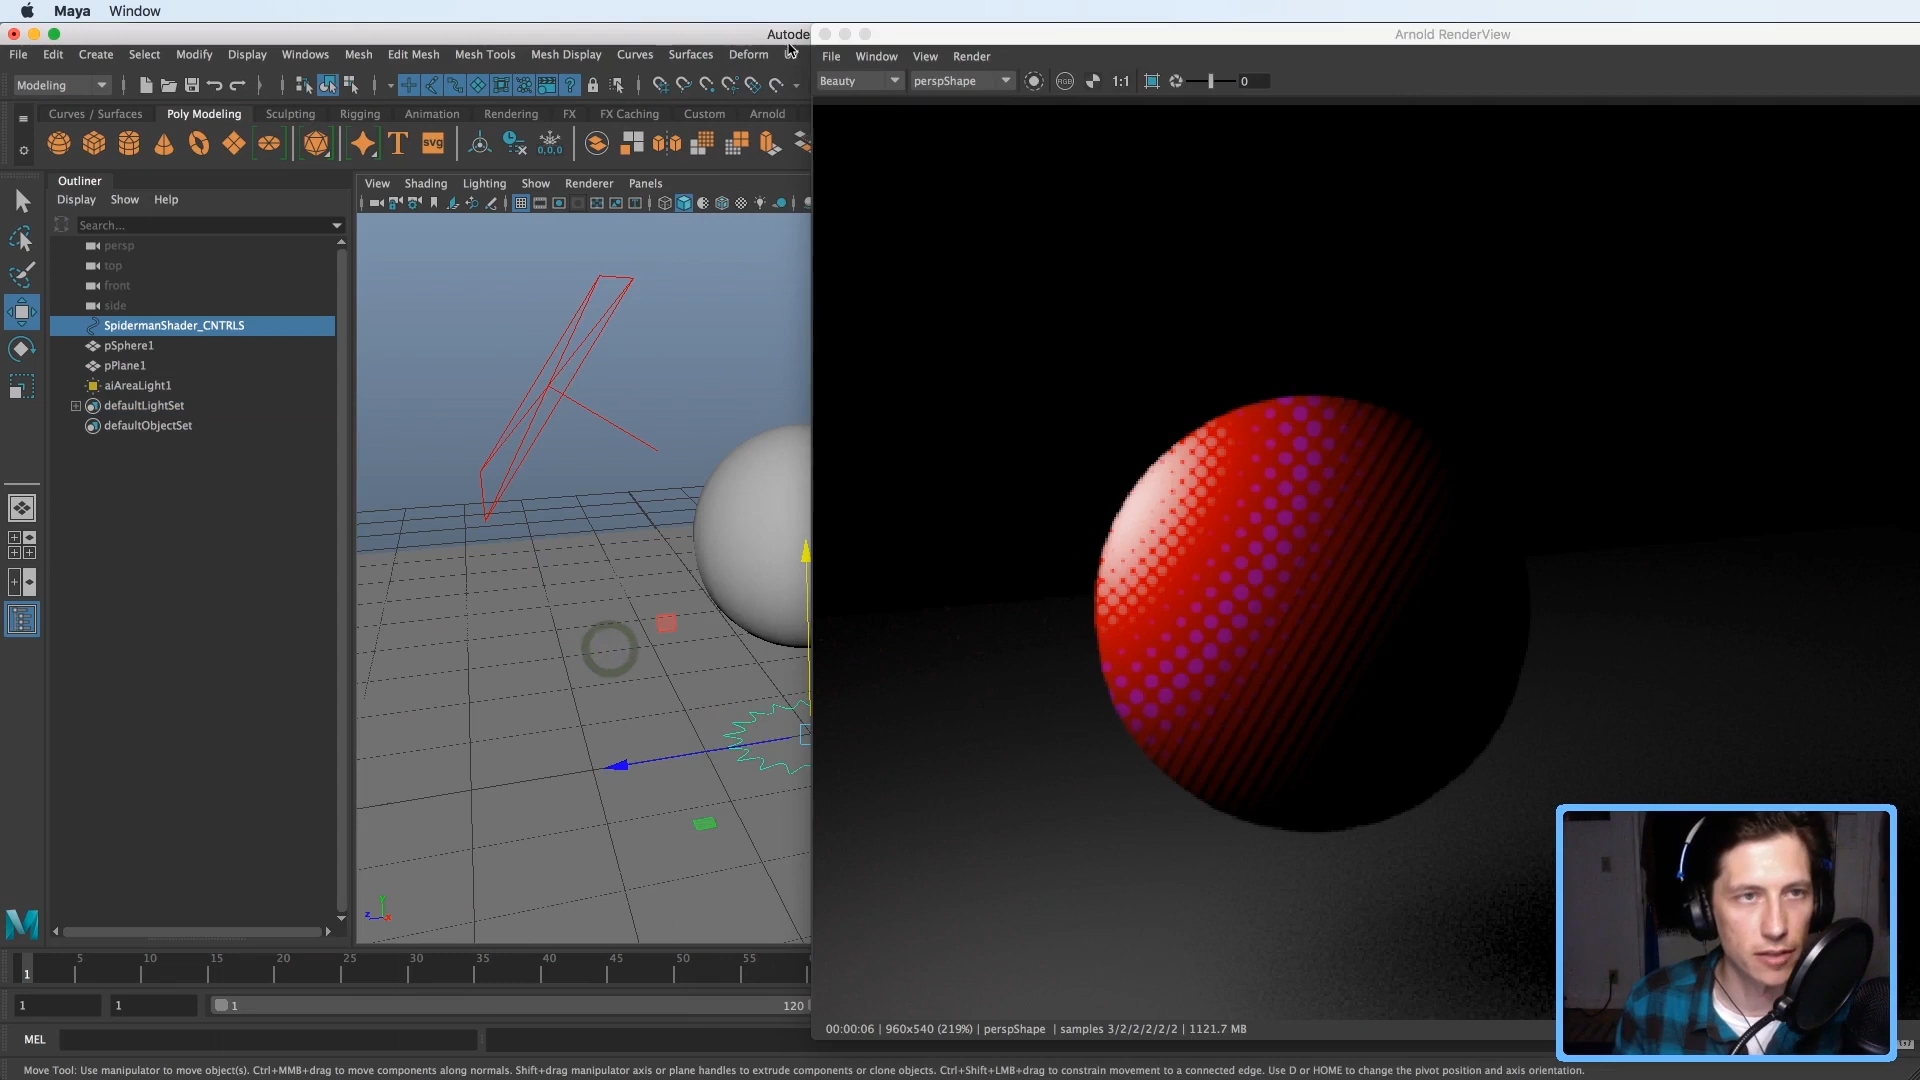 Maya Window
Autode
Arnold RenderView
File Edit Create Select Modify Display Windows Mesh Edit Mesh Mesh Tools Mesh Display Curves Surfaces Deform
File Window View Render
Modeling
Beauty perspShape RGB 1:1 0
Curves / Surfaces Poly Modeling Sculpting Rigging Animation Rendering FX FX Caching Custom Arnold
T svg 0,0,0
Outliner
View Shading Lighting Show Renderer Panels
Display Show Help
Search...
persp
top
front
side
SpidermanShader_CNTRLS
pSphere1
pPlane1
aiAreaLight1
defaultLightSet
defaultObjectSet
Y
Z X
M
1 5 10 15 20 25 30 35 40 45 50 55
1 1 1 120
00:00:06 | 960x540 (219%) | perspShape | samples 3/2/2/2/2/2 | 1121.7 MB
MEL
Move Tool: Use manipulator to move object(s). Ctrl+MMB+drag to move components along normals. Shift+drag manipulator axis or plane handles to extrude components or clone objects. Ctrl+Shift+LMB+drag to constrain movement to a connected edge. Use D or HOME to change the pivot position and axis orientation.